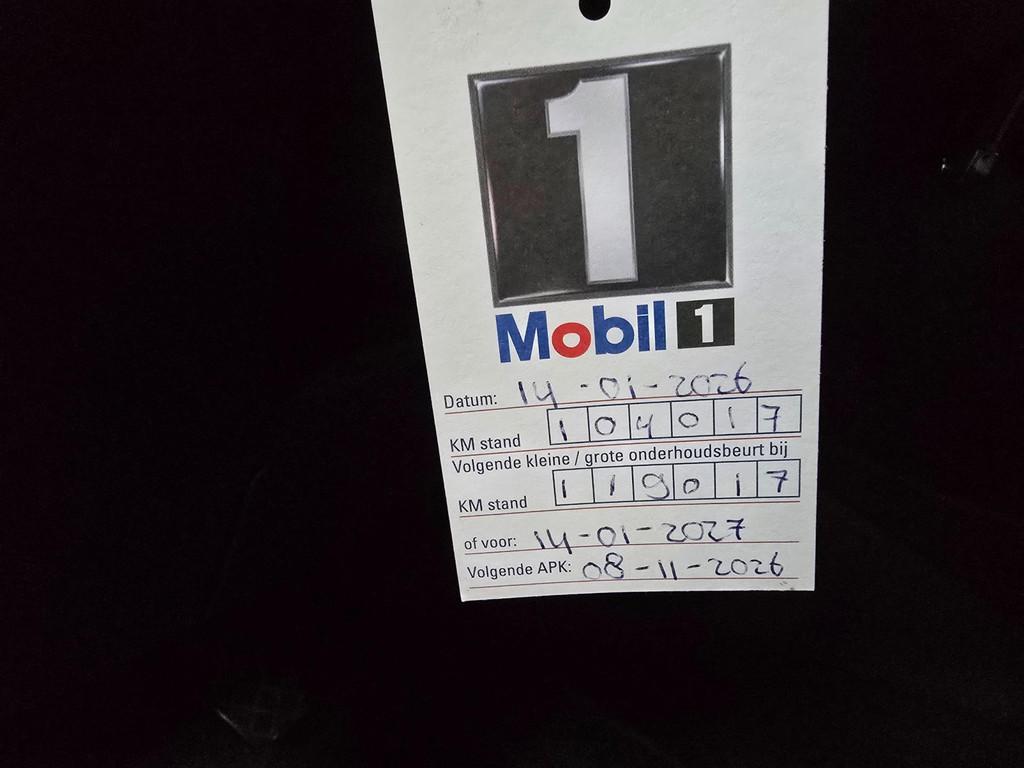 1
Mobil 1
Datum: 14-01-2026
KM stand 104017
Volgende kleine / grote onderhoudsbeurt bij
KM stand 119017
of voor: 14-01-2027
Volgende APK: 08-11-2026